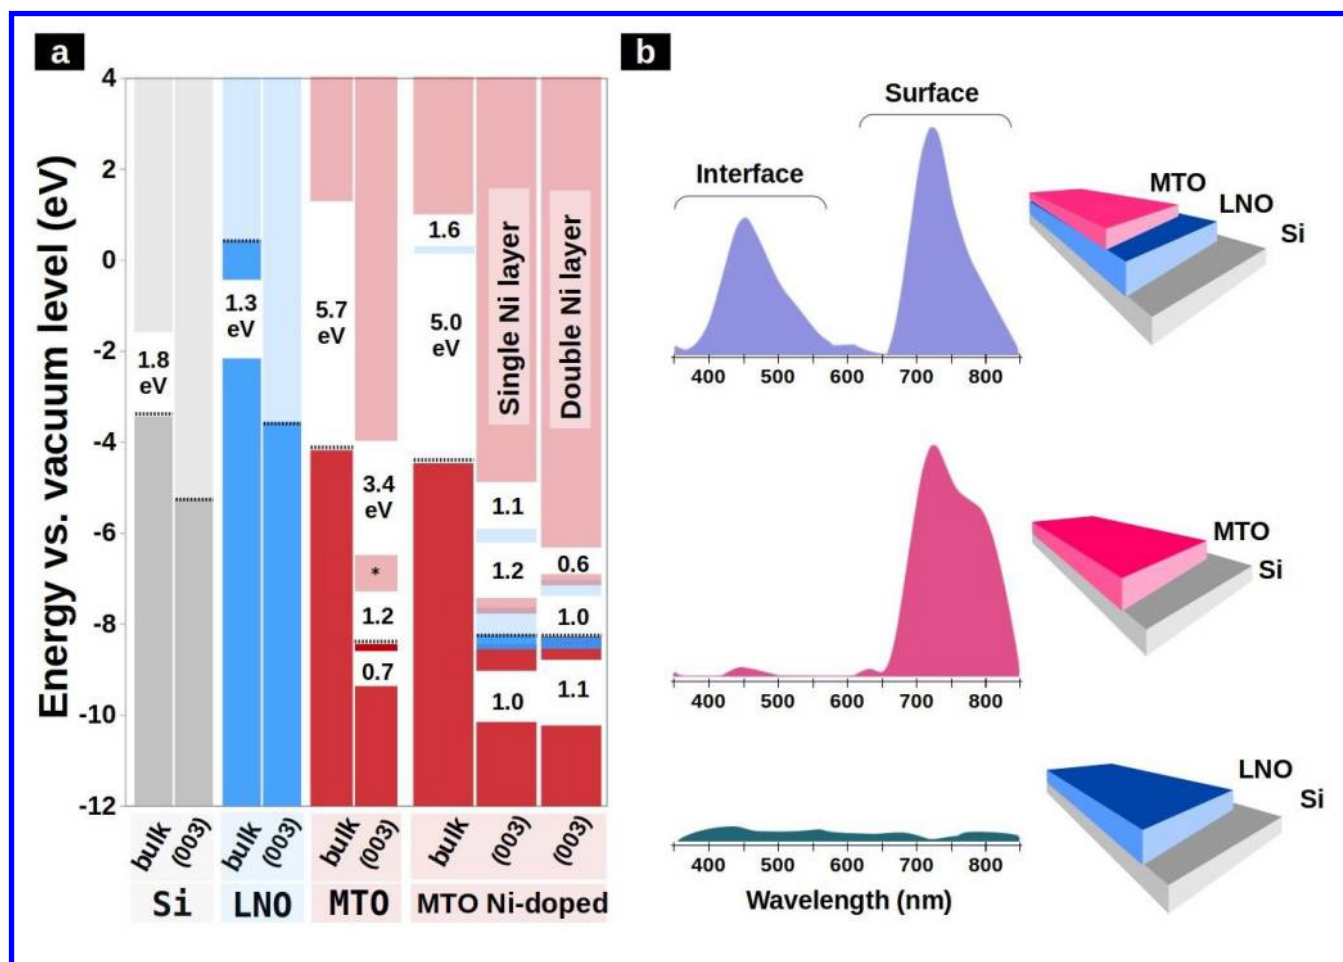 a
Energy vs. vacuum level (eV)
4
2
0
-2
-4
-6
-8
-10
-12
1.8
eV
1.3
eV
5.7
eV
3.4
eV
*
1.2
0.7
1.6
5.0
eV
Single Ni layer
1.1
1.2
1.0
Double Ni layer
0.6
1.0
1.1
bulk
(003)
bulk
(003)
bulk
(003)
bulk
(003)
(003)
Si
LNO
MTO
MTO Ni-doped
b
Surface
Interface
400 500 600 700 800
MTO
LNO
Si
400 500 600 700 800
MTO
Si
400 500 600 700 800
Wavelength (nm)
LNO
Si